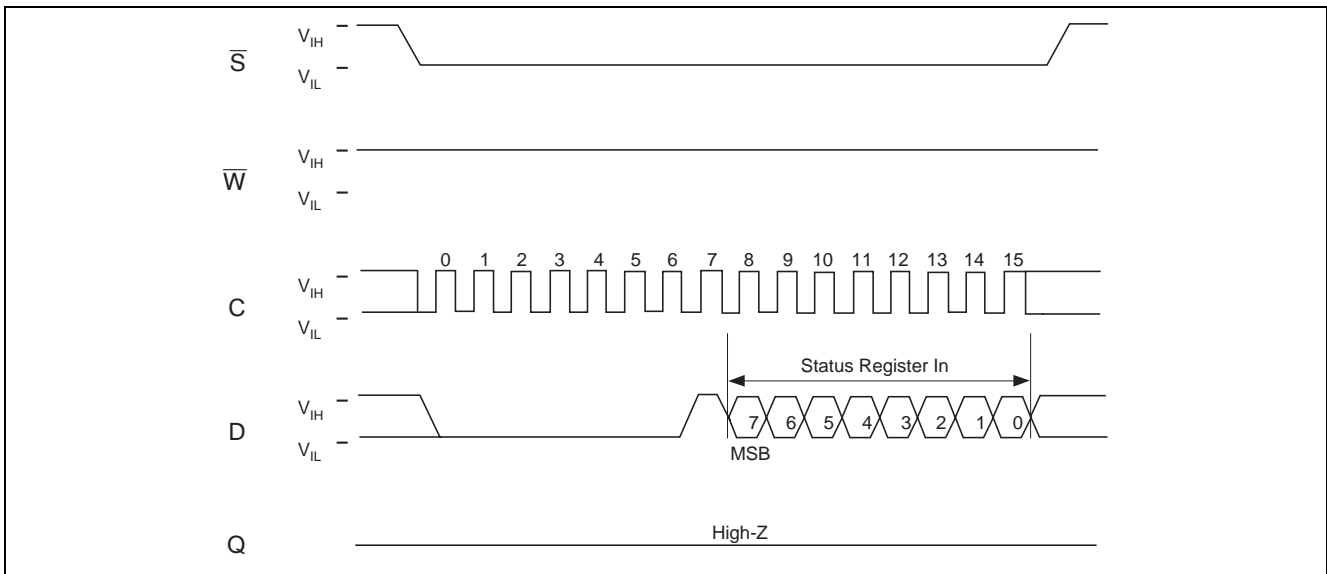 V_IH
S̅
V_IL
V_IH
W̅
V_IL
0 1 2 3 4 5 6 7 8 9 10 11 12 13 14 15
V_IH
C
V_IL
Status Register In
V_IH
D
7 6 5 4 3 2 1 0
V_IL
MSB
High-Z
Q